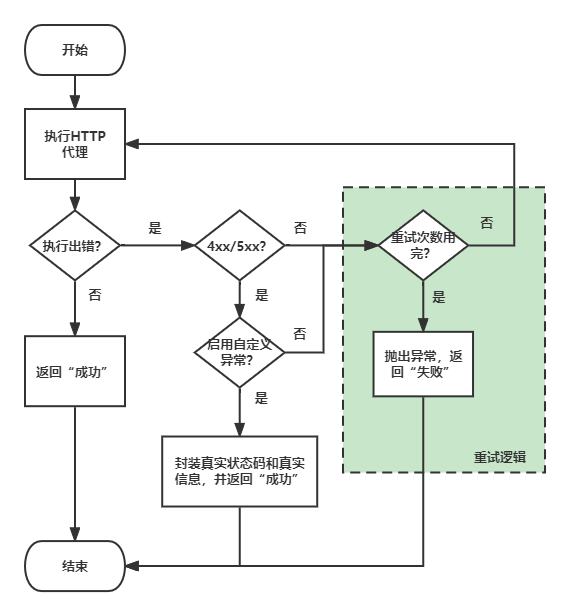 开始
执行HTTP
代理
执行出错?
是
4xx/5xx?
否
重试次数用
完?
否
否
是
是
返回“成功”
启用自定义
异常?
否
抛出异常，返
回“失败”
是
封装真实状态码和真实
信息，并返回“成功”
重试逻辑
结束